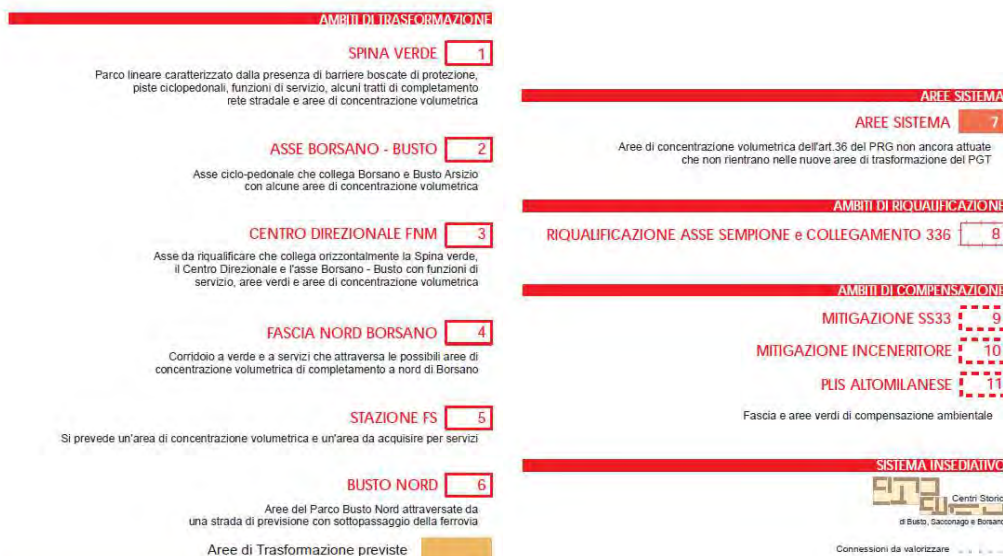 AMBITI DI TRASFORMAZIONE
SPINA VERDE 1
Parco lineare caratterizzato dalla presenza di barriere boscate di protezione,
piste ciclopedonali, funzioni di servizio, alcuni tratti di completamento
rete stradale e aree di concentrazione volumetrica
ASSE BORSANO - BUSTO 2
Asse ciclo-pedonale che collega Borsano e Busto Arsizio
con alcune aree di concentrazione volumetrica
CENTRO DIREZIONALE FNM 3
Asse da riqualificare che collega orizzontalmente la Spina verde,
il Centro Direzionale e l'asse Borsano - Busto con funzioni di
servizio, aree verdi e aree di concentrazione volumetrica
FASCIA NORD BORSANO 4
Corridoio a verde e a servizi che attraversa le possibili aree di
concentrazione volumetrica di completamento a nord di Borsano
STAZIONE FS 5
Si prevede un'area di concentrazione volumetrica e un'area da acquisire per servizi
BUSTO NORD 6
Aree del Parco Busto Nord attraversate da
una strada di previsione con sottopassaggio della ferrovia
Aree di Trasformazione previste
AREE SISTEMA
AREE SISTEMA 7
Aree di concentrazione volumetrica dell'art.36 del PRG non ancora attuate
che non rientrano nelle nuove aree di trasformazione del PGT
AMBITI DI RIQUALIFICAZIONE
RIQUALIFICAZIONE ASSE SEMPIONE e COLLEGAMENTO 336 8
AMBITI DI COMPENSAZIONE
MITIGAZIONE SS33 9
MITIGAZIONE INCENERITORE 10
PLIS ALTOMILANESE 11
Fascia e aree verdi di compensazione ambientale
SISTEMA INSEDIATIVO
Centri Storic
di Busto, Sacconago e Borsano
Connessioni da valorizzare